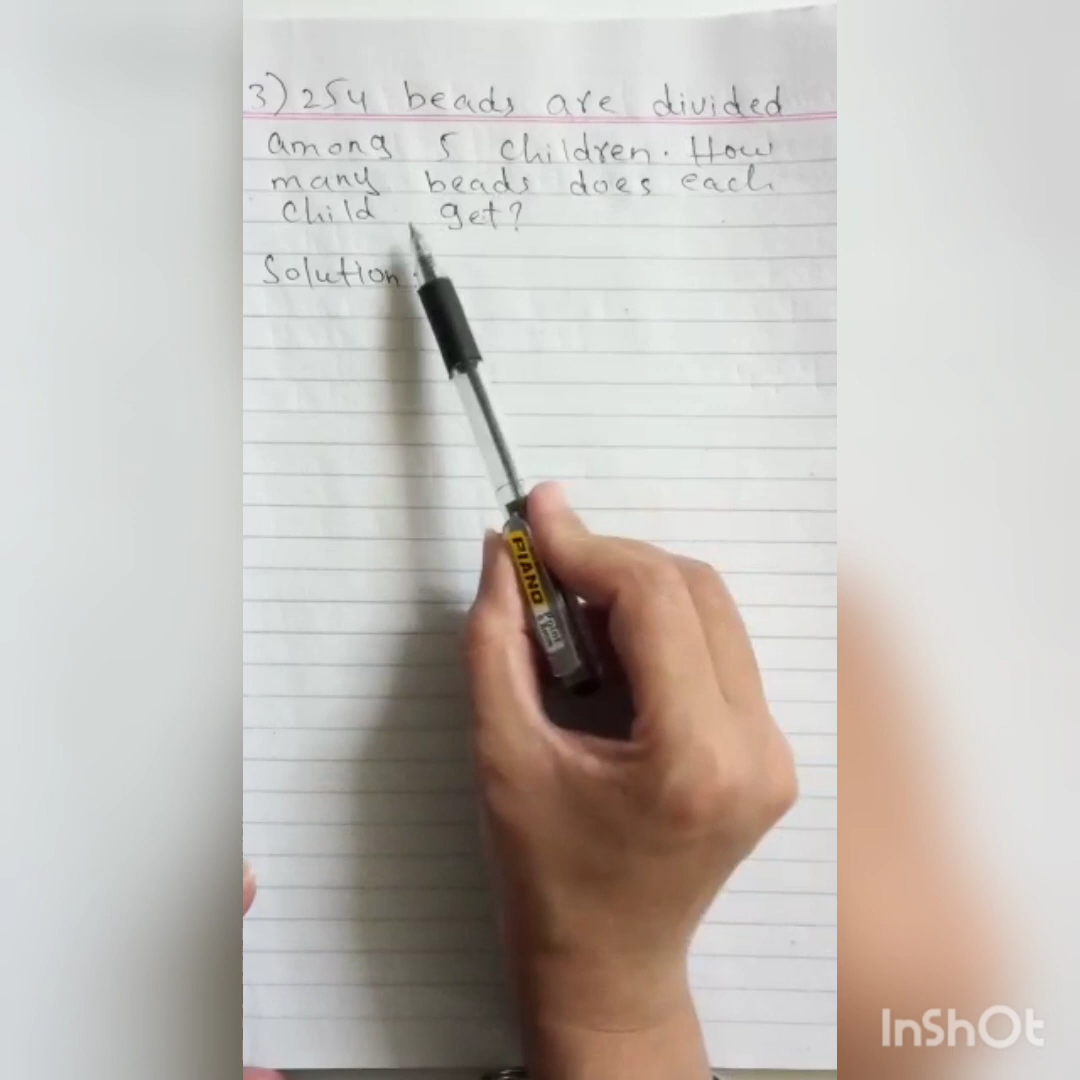 3) 254 beads are divided
among 5 children. How
many beads does each
child get?
Solution:
PIANO
InShOt